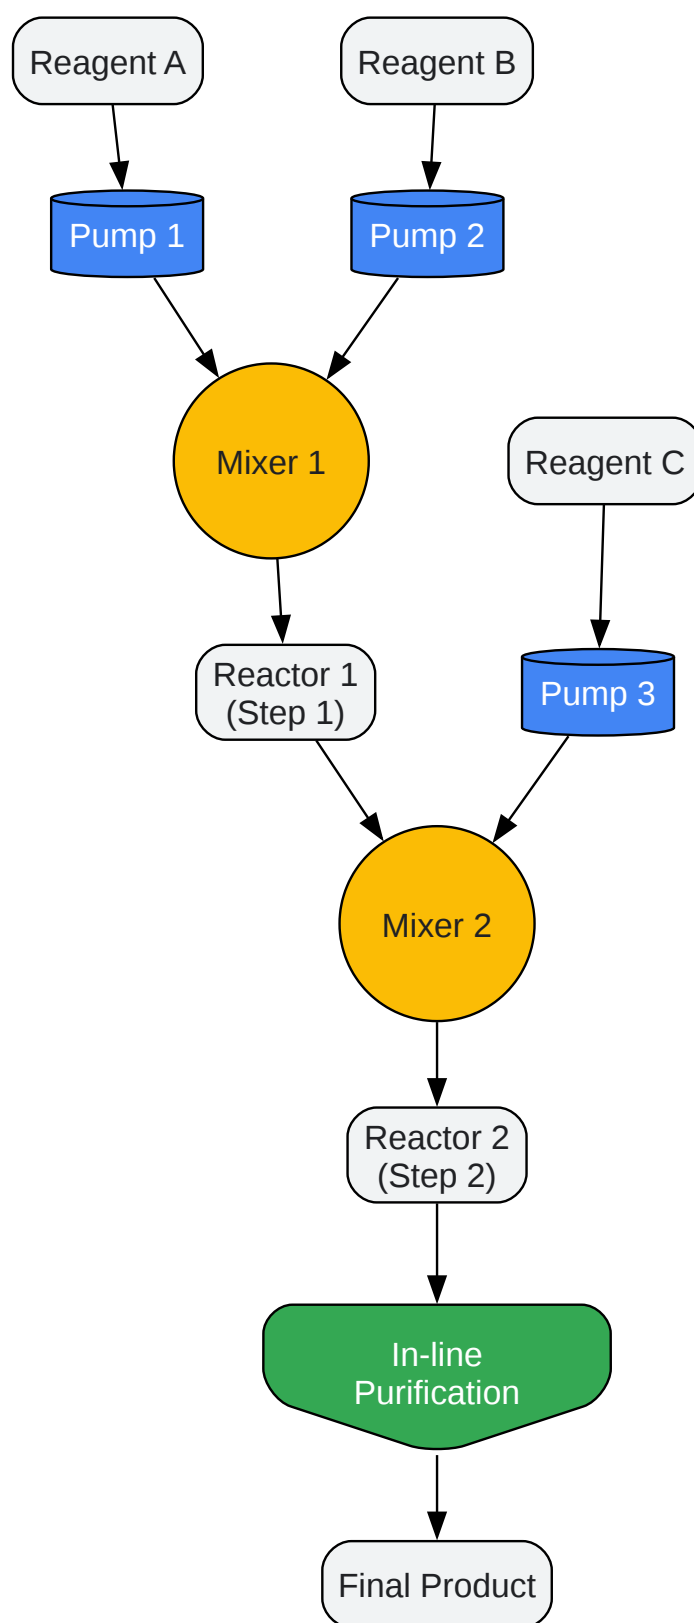 Reagent A
Reagent B
Pump 1
Pump 2
Mixer 1
Reagent C
Reactor 1
(Step 1)
Pump 3
Mixer 2
Reactor 2
(Step 2)
In-line
Purification
Final Product